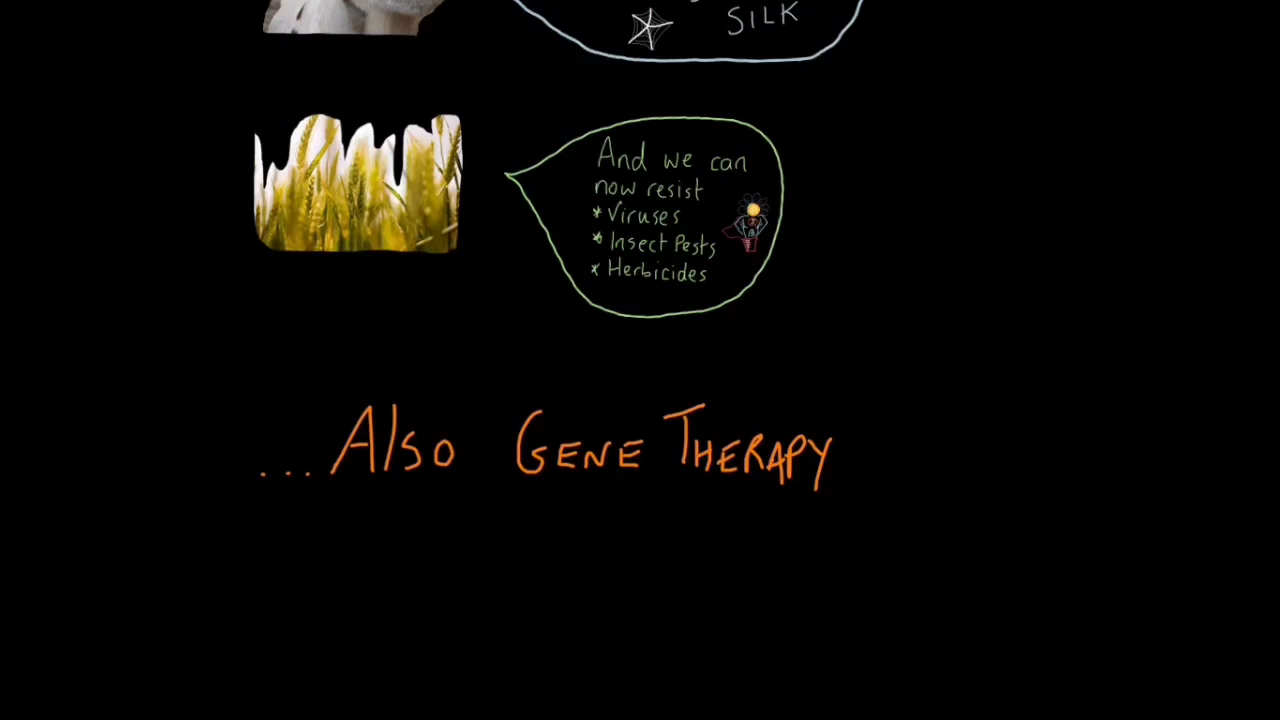 SILK
And we can
now resist
* Viruses
* Insect Pests
* Herbicides
...Also GENE THERAPY